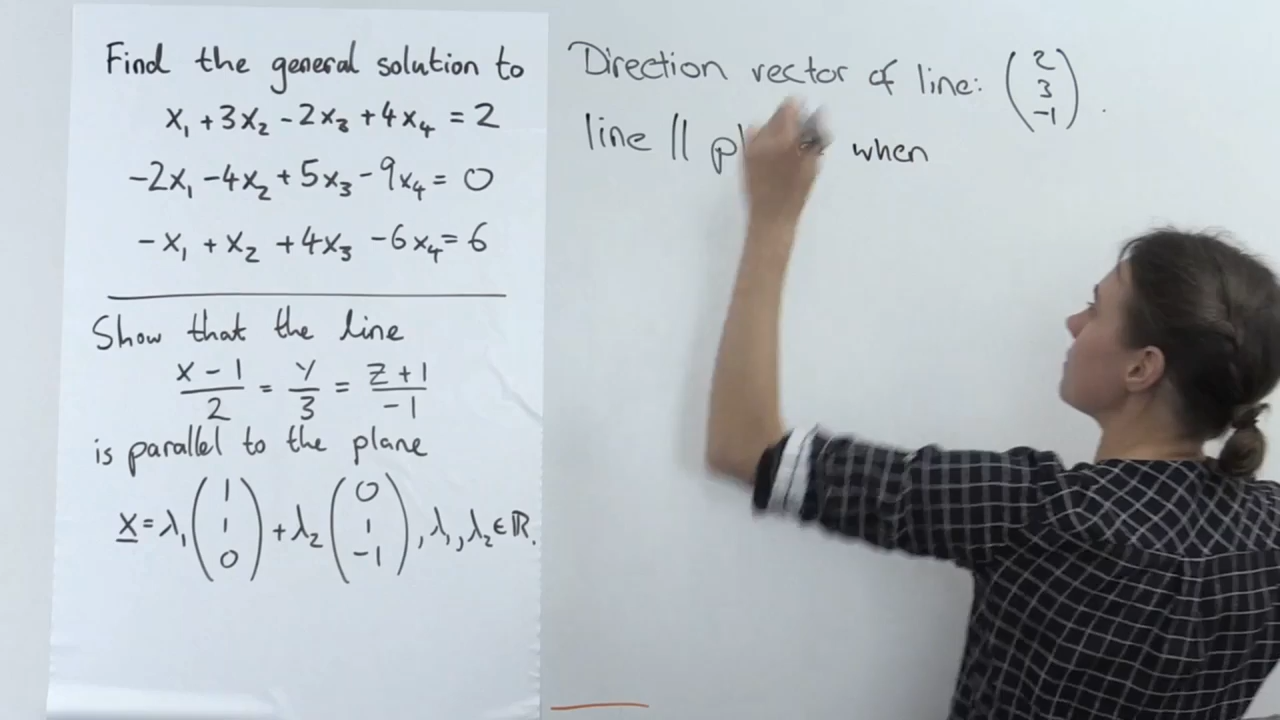 Find the general solution to
x₁ + 3x₂ - 2x₃ + 4x₄ = 2
-2x₁ - 4x₂ + 5x₃ - 9x₄ = 0
-x₁ + x₂ + 4x₃ - 6x₄ = 6
Show that the line
x - 1 / 2 = y / 3 = z + 1 / -1
is parallel to the plane
x = λ₁ (1 1 0) + λ₂ (0 1 -1), λ₁, λ₂ ∈ ℝ.
Direction vector of line: (2 3 -1).
line || when